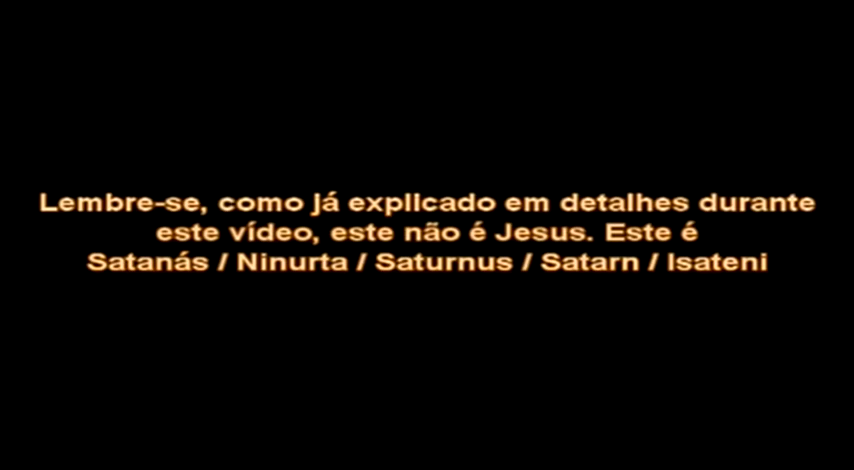 Lembre-se, como já explicado em detalhes durante
este vídeo, este não é Jesus. Este é
Satanás / Ninurta / Saturnus / Satarn / Isateni